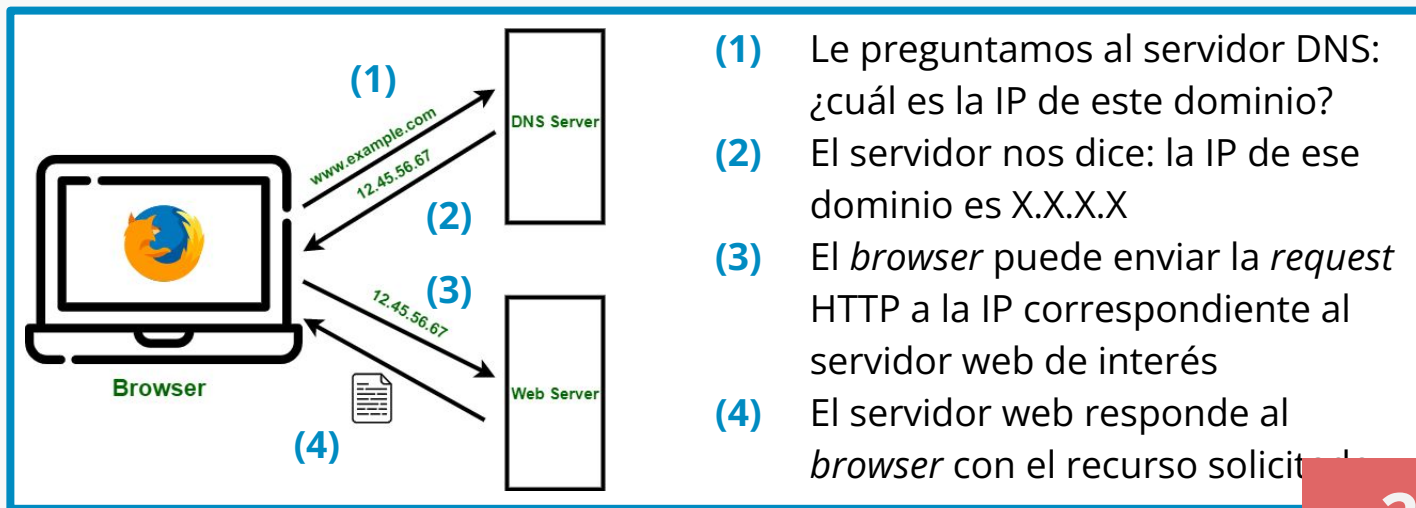 (1)
www.example.com
12.45.56.67
(2)
DNS Server
(3)
12.45.56.67
Browser
Web Server
(4)
(1) Le preguntamos al servidor DNS:
¿cuál es la IP de este dominio?
(2) El servidor nos dice: la IP de ese
dominio es X.X.X.X
(3) El browser puede enviar la request
HTTP a la IP correspondiente al
servidor web de interés
(4) El servidor web responde al
browser con el recurso